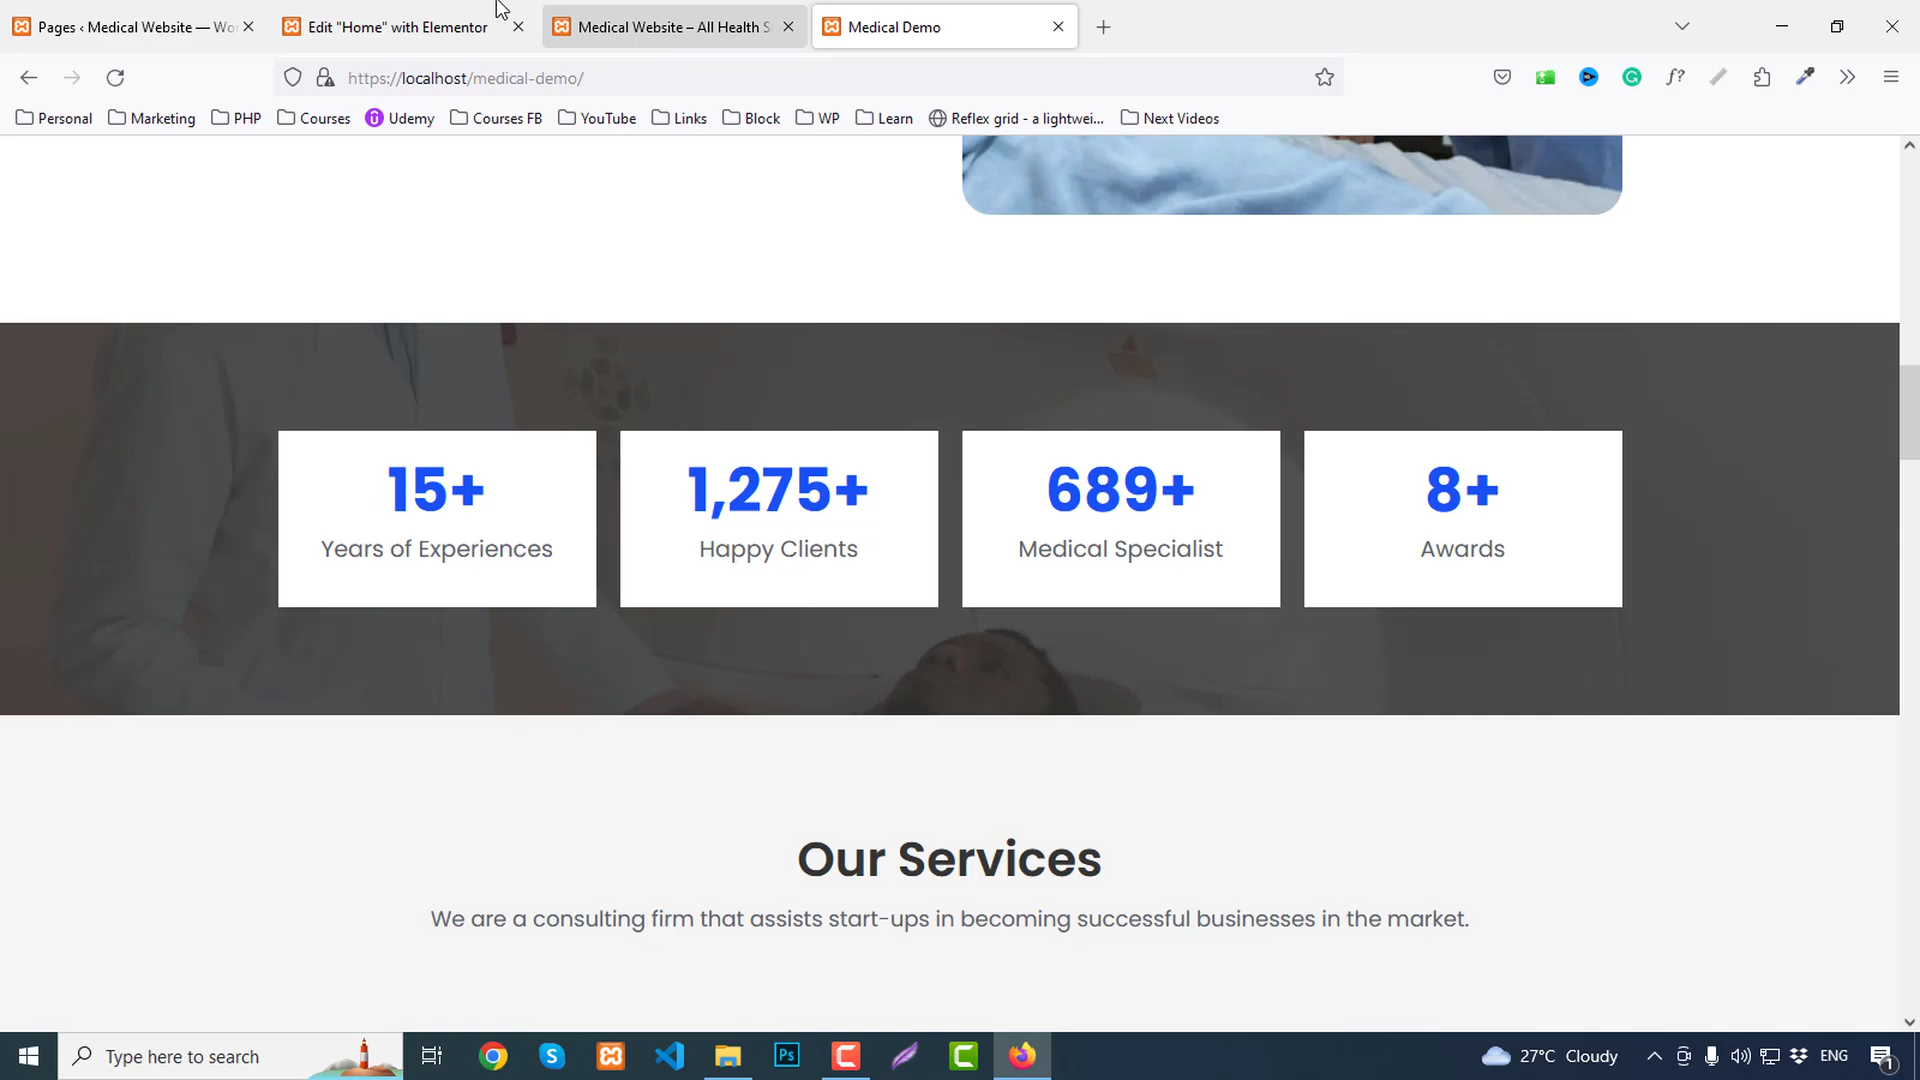 Pages ‹ Medical Website — Wo
Edit "Home" with Elementor
Medical Website – All Health S
Medical Demo
https://localhost/medical-demo/
f?
Personal
Marketing
PHP
Courses
Udemy
Courses FB
YouTube
Links
Block
WP
Learn
Reflex grid - a lightwei...
Next Videos
15+
Years of Experiences
1,275+
Happy Clients
689+
Medical Specialist
8+
Awards
Our Services
We are a consulting firm that assists start-ups in becoming successful businesses in the market.
Type here to search
Ps
27°C Cloudy
ENG
1